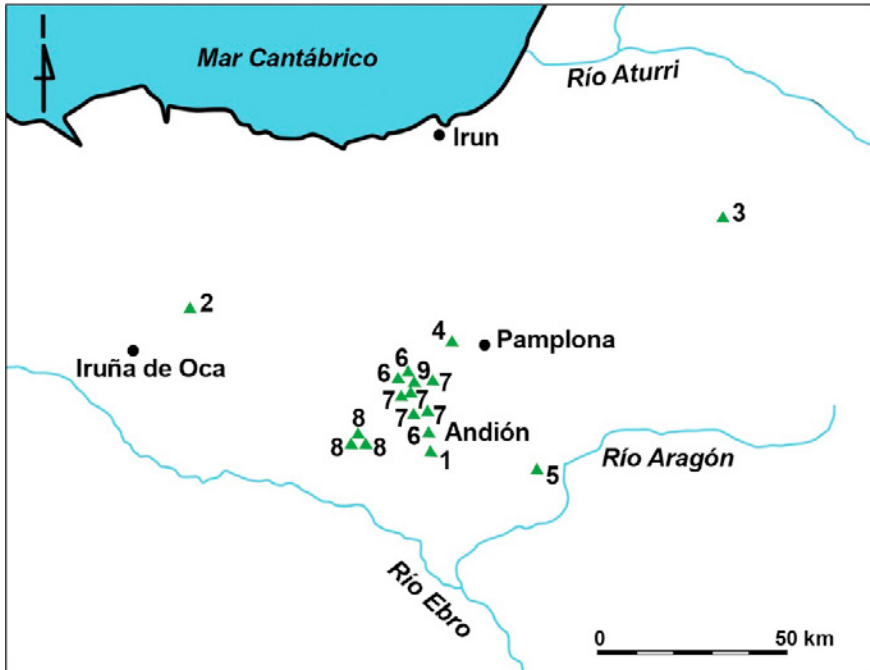 Mar Cantábrico
Río Aturri
Irun
3
2
4
Pamplona
Iruña de Oca
6
6 9 7
7 7
7 7
8
6 Andión
8 8
1
5
Río Aragón
Río Ebro
0 50 km